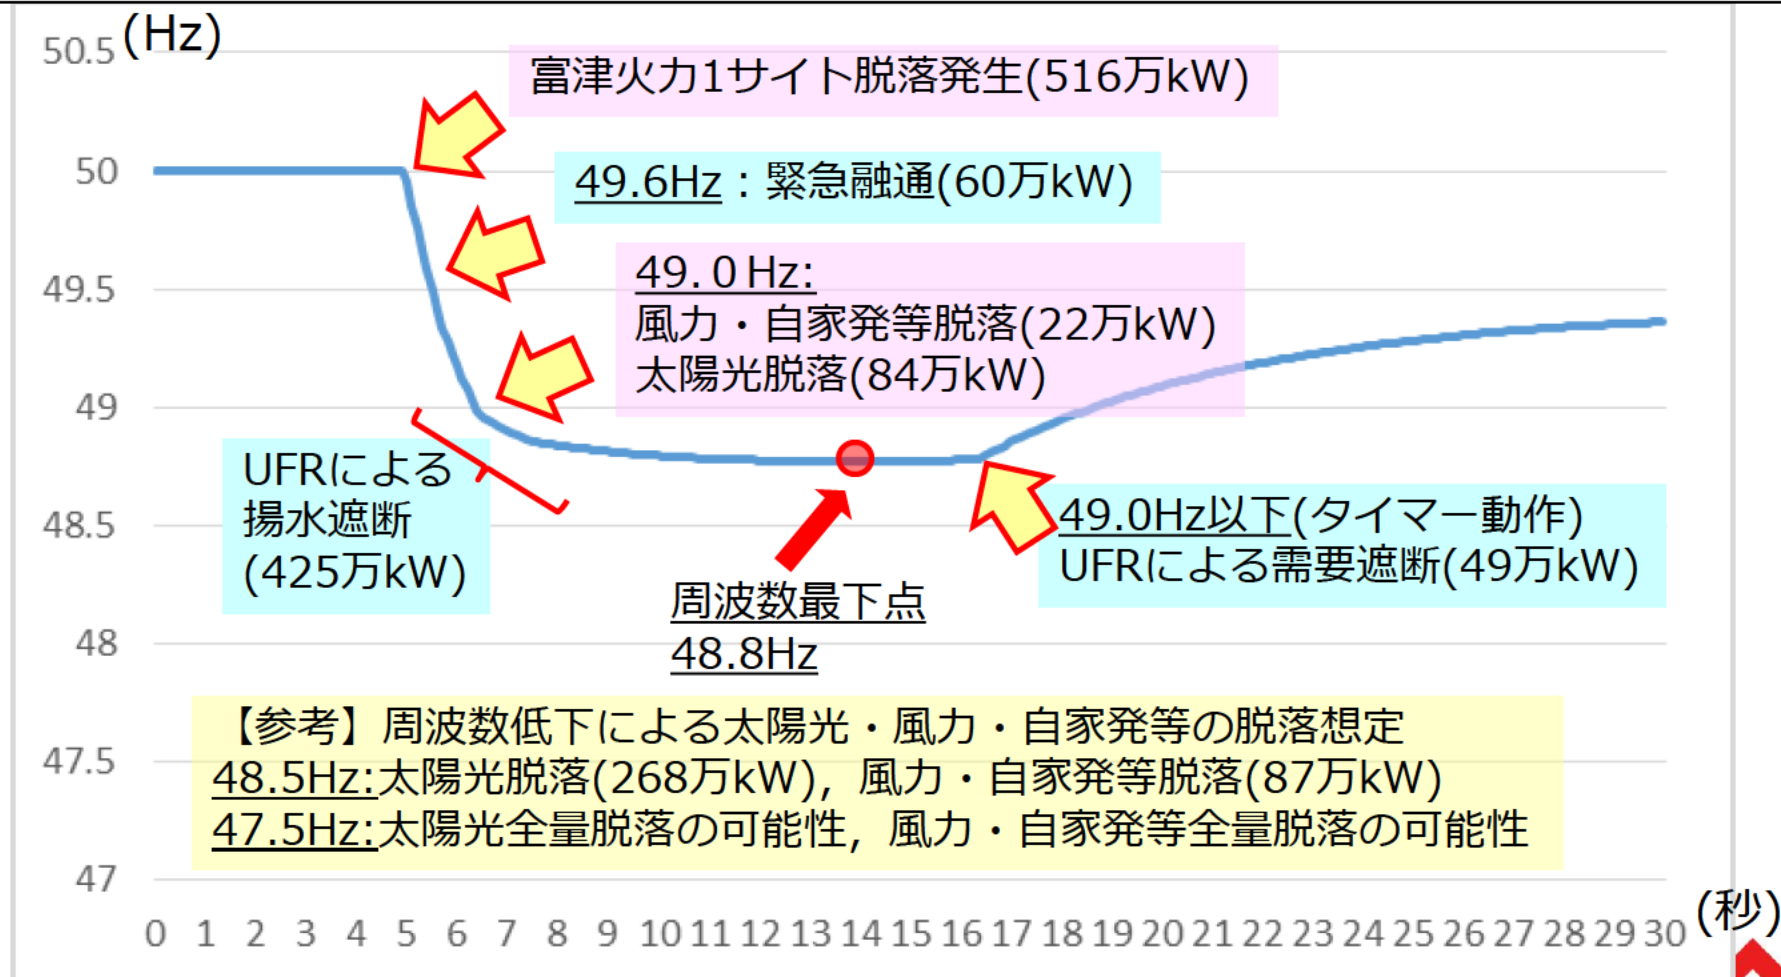 (Hz)
50.5
富津火力1サイト脱落発生(516万kW)
50
49.6Hz：緊急融通(60万kW)
49.0Hz:
49.5
風力・自家発等脱落(22万kW)
太陽光脱落(84万kW)
49
UFRによる
揚水遮断
(425万kW)
48.5
49.0Hz以下(タイマー動作)
UFRによる需要遮断(49万kW)
周波数最下点
48.8Hz
48
【参考】周波数低下による太陽光・風力・自家発等の脱落想定
48.5Hz:太陽光脱落(268万kW), 風力・自家発等脱落(87万kW)
47.5Hz:太陽光全量脱落の可能性, 風力・自家発等全量脱落の可能性
47.5
47
0 1 2 3 4 5 6 7 8 9 10 11 12 13 14 15 16 17 18 19 20 21 22 23 24 25 26 27 28 29 30
(秒)